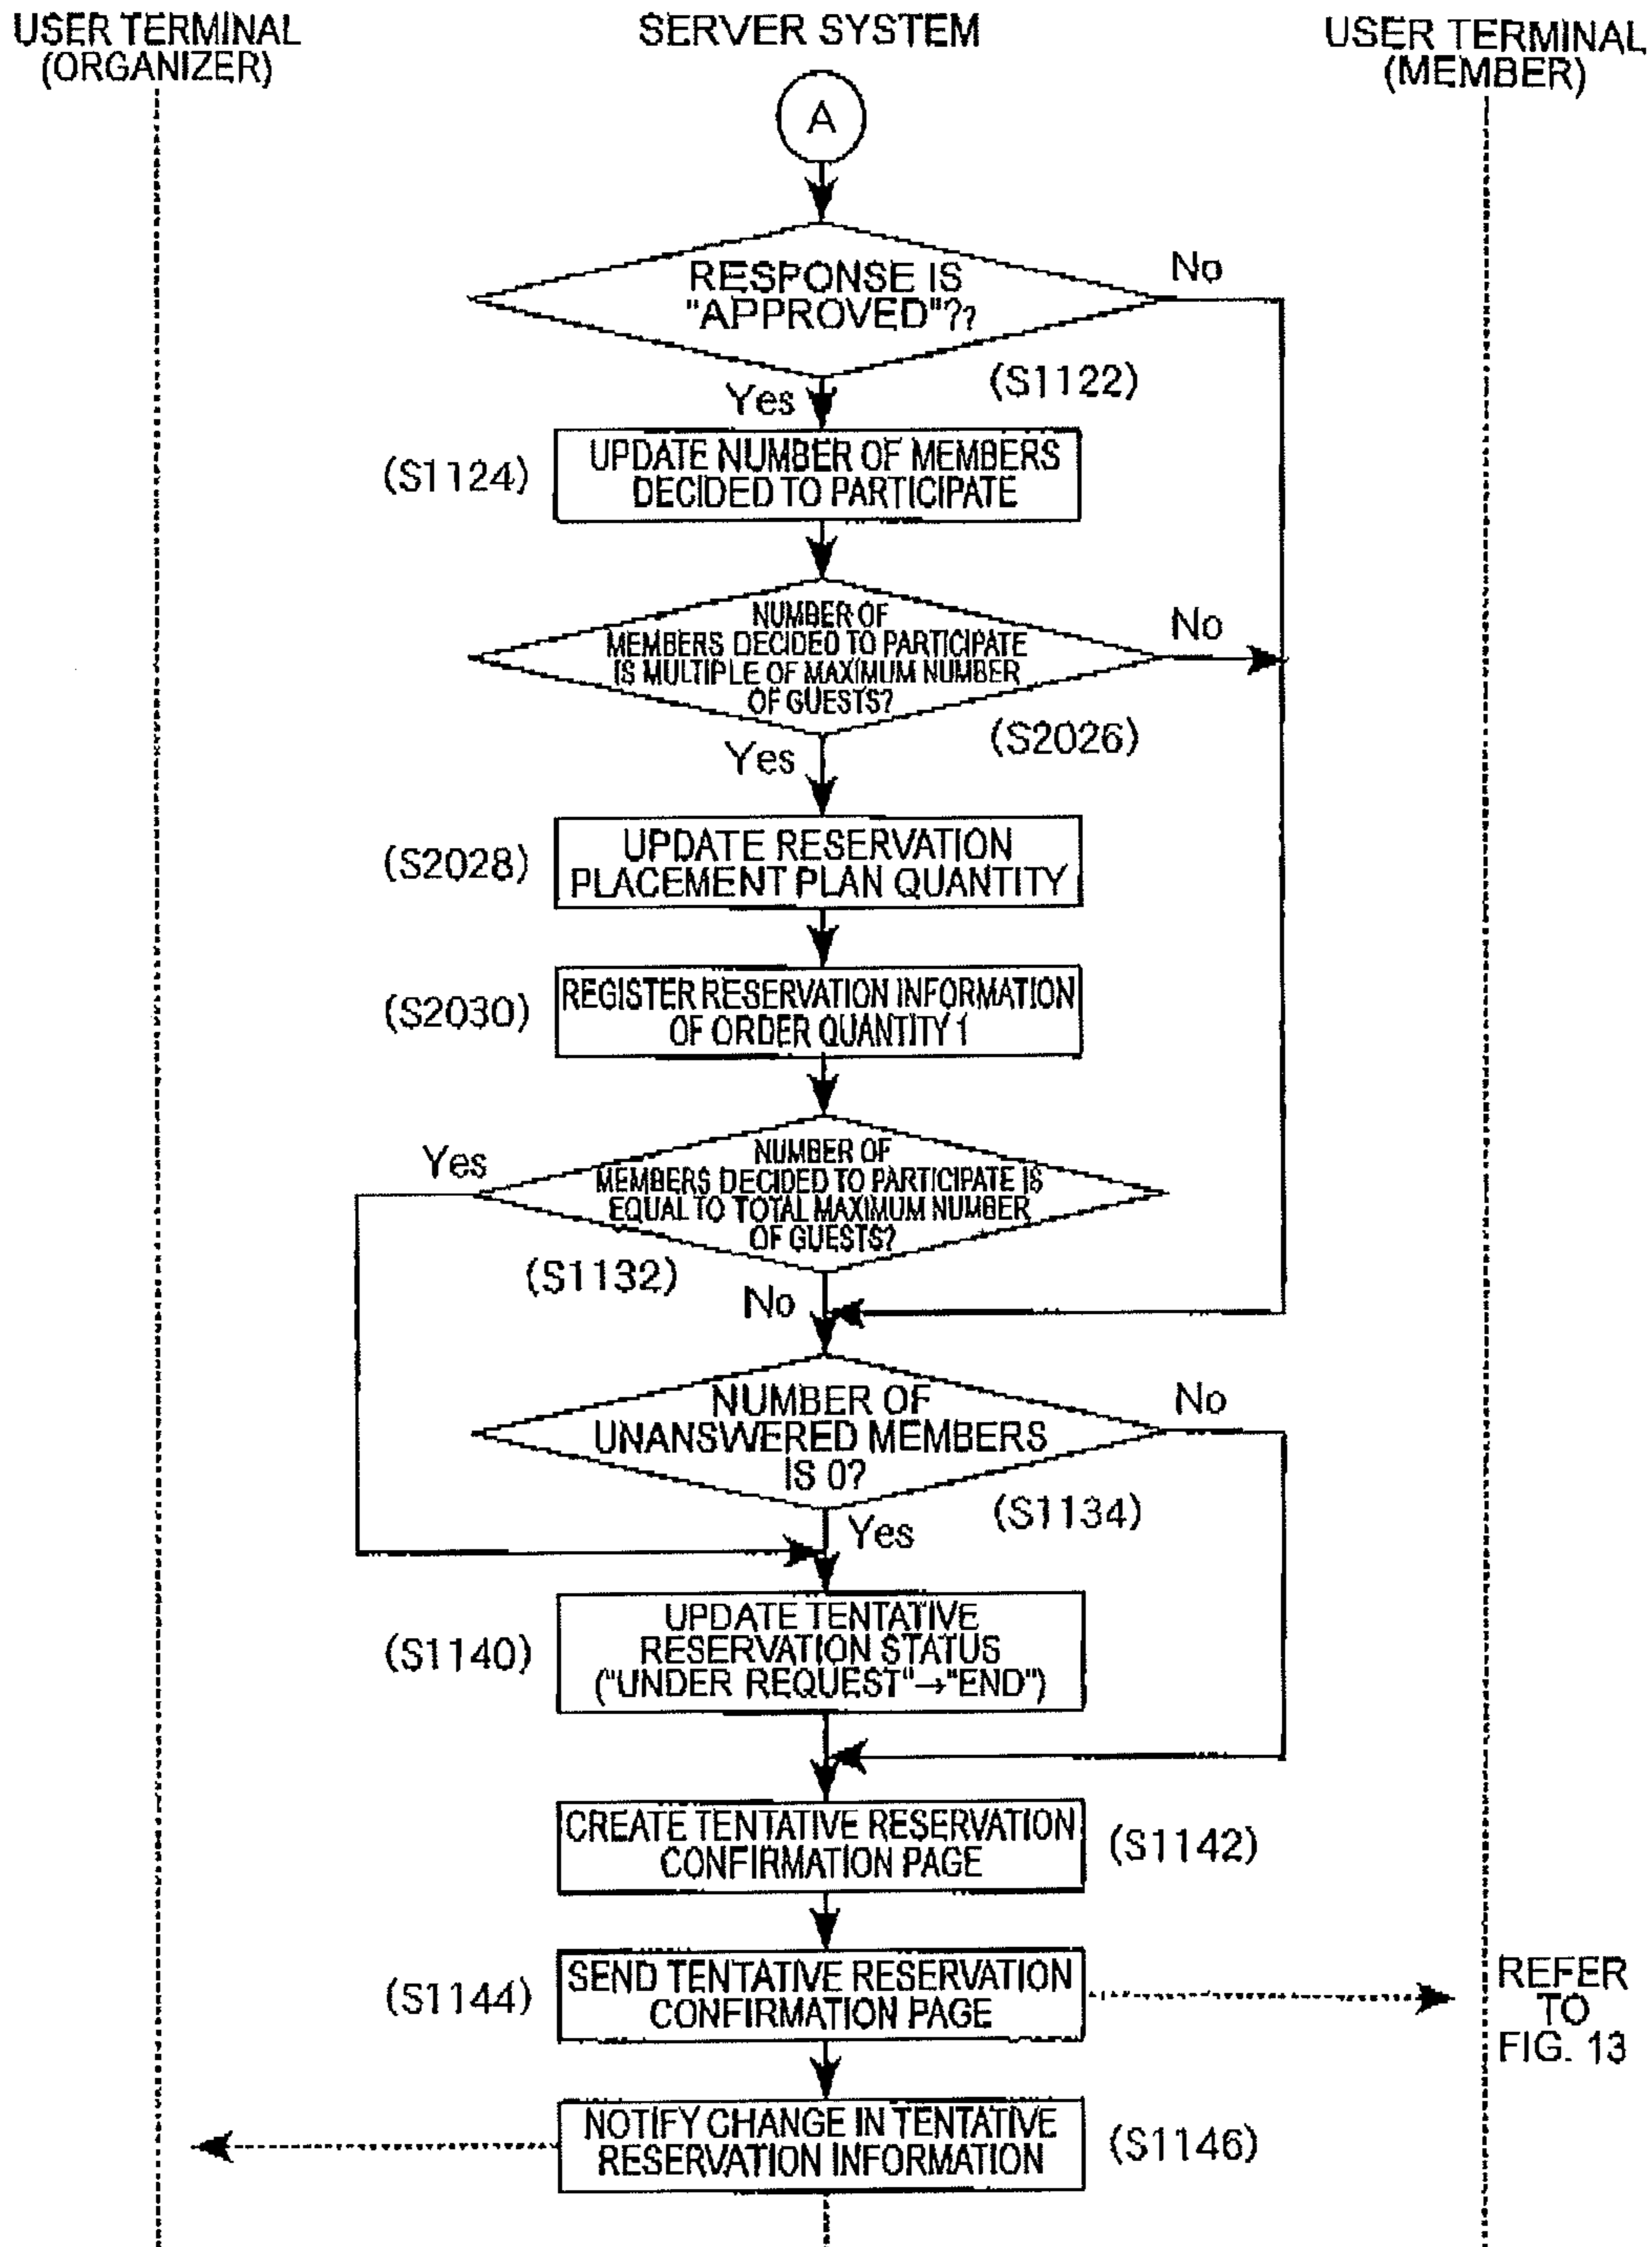 USER TERMINAL
(ORGANIZER)
SERVER SYSTEM
USER TERMINAL
(MEMBER)
A
RESPONSE IS
"APPROVED"??
No
(S1122)
Yes
(S1124)
UPDATE NUMBER OF MEMBERS
DECIDED TO PARTICIPATE
NUMBER OF
MEMBERS DECIDED TO PARTICIPATE
IS MULTIPLE OF MAXIMUM NUMBER
OF GUESTS?
No
(S2026)
Yes
(S2028)
UPDATE RESERVATION
PLACEMENT PLAN QUANTITY
(S2030)
REGISTER RESERVATION INFORMATION
OF ORDER QUANTITY 1
Yes
NUMBER OF
MEMBERS DECIDED TO PARTICIPATE IS
EQUAL TO TOTAL MAXIMUM NUMBER
OF GUESTS?
(S1132)
No
NUMBER OF
UNANSWERED MEMBERS
IS 0?
No
(S1134)
Yes
(S1140)
UPDATE TENTATIVE
RESERVATION STATUS
("UNDER REQUEST"→"END")
CREATE TENTATIVE RESERVATION
CONFIRMATION PAGE
(S1142)
(S1144)
SEND TENTATIVE RESERVATION
CONFIRMATION PAGE
REFER
TO
FIG. 13
NOTIFY CHANGE IN TENTATIVE
RESERVATION INFORMATION
(S1146)